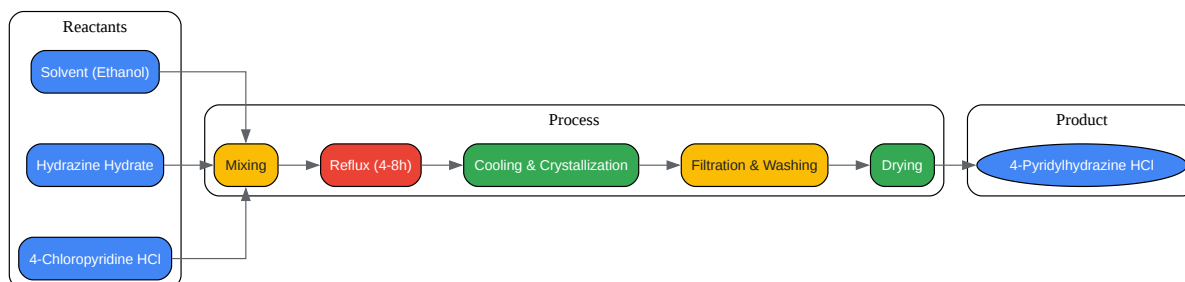 Reactants
Solvent (Ethanol)
Hydrazine Hydrate
4-Chloropyridine HCl
Process
Mixing
Reflux (4-8h)
Cooling & Crystallization
Filtration & Washing
Drying
Product
4-Pyridylhydrazine HCl